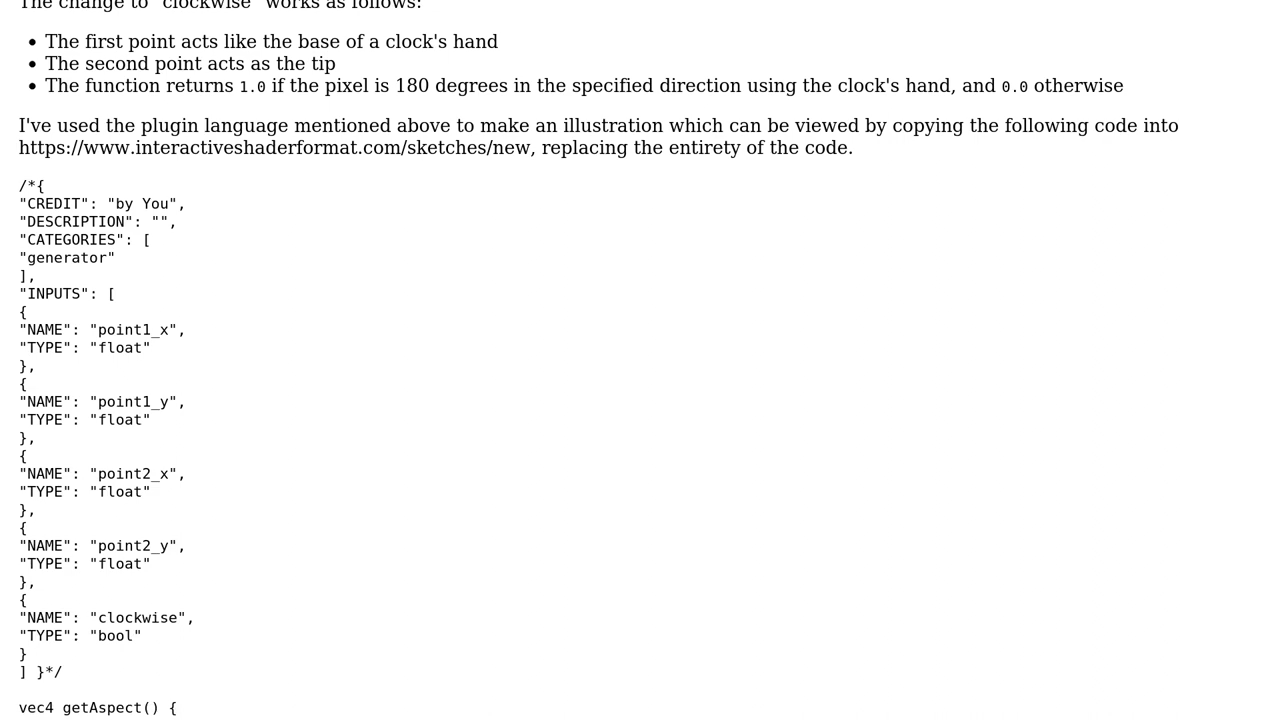 The change to "clockwise" works as follows:
• The first point acts like the base of a clock's hand
• The second point acts as the tip
• The function returns 1.0 if the pixel is 180 degrees in the specified direction using the clock's hand, and 0.0 otherwise
I've used the plugin language mentioned above to make an illustration which can be viewed by copying the following code into
https://www.interactiveshaderformat.com/sketches/new, replacing the entirety of the code.
/*{
"CREDIT": "by You",
"DESCRIPTION": "",
"CATEGORIES": [
"generator"
],
"INPUTS": [
{
"NAME": "point1_x",
"TYPE": "float"
},
{
"NAME": "point1_y",
"TYPE": "float"
},
{
"NAME": "point2_x",
"TYPE": "float"
},
{
"NAME": "point2_y",
"TYPE": "float"
},
{
"NAME": "clockwise",
"TYPE": "bool"
}
] }*/
vec4 getAspect() {